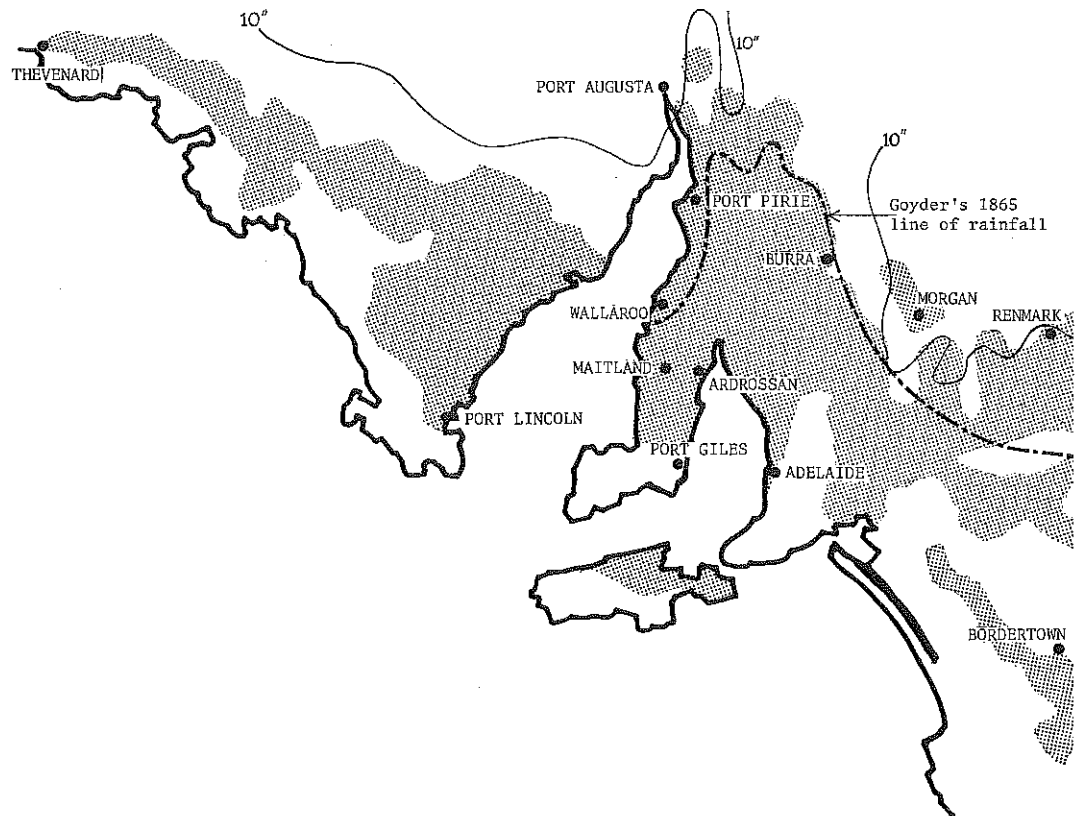 10"
10"
THEVENARD
PORT AUGUSTA
10"
PORT PIRIE
Goyder's 1865
line of rainfall
BURRA
MORGAN
WALLAROO
RENMARK
MAITLAND
ARDROSSAN
PORT LINCOLN
PORT GILES
ADELAIDE
BORDERTOWN